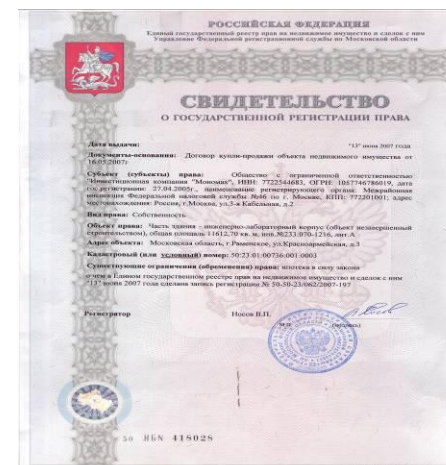 РОССИЙСКАЯ ФЕДЕРАЦИЯ
Единый государственный реестр прав на недвижимое имущество и сделок с ним
Управление Федеральной регистрационной службы по Московской области
СВИДЕТЕЛЬСТВО
О ГОСУДАРСТВЕННОЙ РЕГИСТРАЦИИ ПРАВА
Дата выдачи: "13" июня 2007 года
Документы-основания: Договор купли-продажи объекта недвижимого имущества от
16.05.2007г
Субъект (субъекты) права: Общество с ограниченной ответственностью
"Инвестиционная компания "Мономах", ИНН: 7722544683, ОГРН: 1057746786019, дата
гос.регистрации: 27.04.2005г., наименование регистрирующего органа: Межрайонная
инспекция Федеральной налоговой службы №46 по г. Москве, КПП: 772201001; адрес
местонахождения: Россия, г.Москва, ул.3-я Кабельная, д.2
Вид права: Собственность
Объект права: Часть здания - инженерно-лабораторный корпус (объект незавершенный
строительством), общая площадь 11612,70 кв. м, инв.№233:070-1216, лит.А
Адрес объекта: Московская область, г.Раменское, ул.Красноармейская, д.3
Кадастровый (или условный) номер: 50:23:01:00736:001:0003
Существующие ограничения (обременения) права: ипотека в силу закона
о чем в Едином государственном реестре прав на недвижимое имущество и сделок с ним
"13" июня 2007 года сделана запись регистрации № 50-50-23/062/2007-197
Регистратор Носов В.П.
М.П. (подпись)
50 НБN 418028